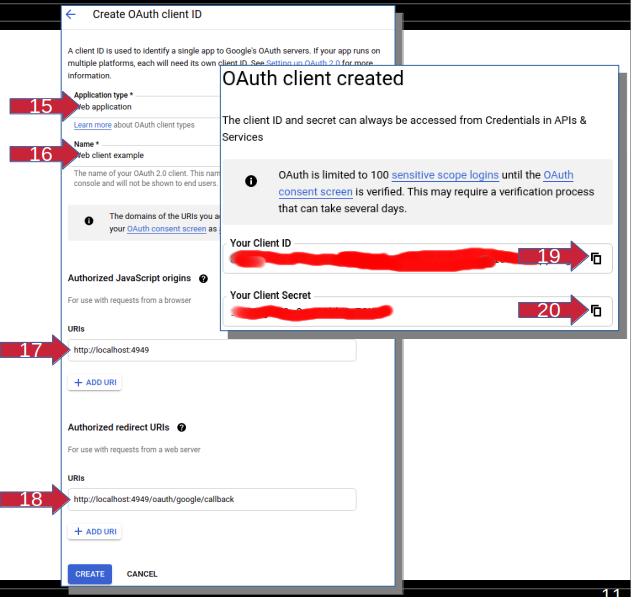 Create OAuth client ID
A client ID is used to identify a single app to Google's OAuth servers. If your app runs on
multiple platforms, each will need its own client ID. See Setting up OAuth 2.0 for more
information.
15
Application type *
Web application
Learn more about OAuth client types
16
Name *
Web client example
The name of your OAuth 2.0 client. This nam
console and will not be shown to end users.
The domains of the URIs you a
your OAuth consent screen as
Authorized JavaScript origins
For use with requests from a browser
URIs
17
http://localhost:4949
+ ADD URI
Authorized redirect URIs
For use with requests from a web server
URIs
18
http://localhost:4949/oauth/google/callback
+ ADD URI
CREATE
CANCEL
OAuth client created
The client ID and secret can always be accessed from Credentials in APIs &
Services
OAuth is limited to 100 sensitive scope logins until the OAuth
consent screen is verified. This may require a verification process
that can take several days.
Your Client ID
19
Your Client Secret
20
11